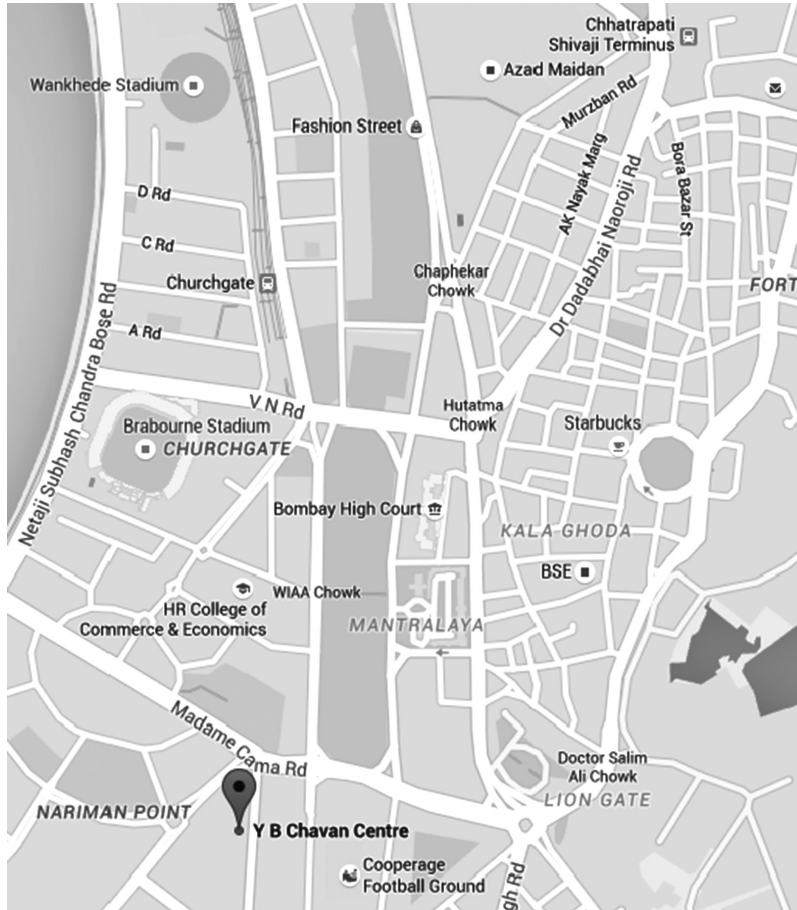 Chhatrapati
Shivaji Terminus
Wankhede Stadium
Azad Maidan
Murzban Rd
Fashion Street
AK Nayak Marg
Bora Bazar St
Dr Dadabhai Naoroji Rd
D Rd
C Rd
Churchgate
Chaphekar
Chowk
FORT
A Rd
Netaji Subhash Chandra Bose Rd
V N Rd
Hutatma
Chowk
Starbucks
Brabourne Stadium
CHURCHGATE
Bombay High Court
KALA GHODA
BSE
WIAA Chowk
HR College of
Commerce & Economics
MANTRALAYA
Madame Cama Rd
Doctor Salim
Ali Chowk
LION GATE
NARIMAN POINT
Y B Chavan Centre
Cooperage
Football Ground
gh Rd